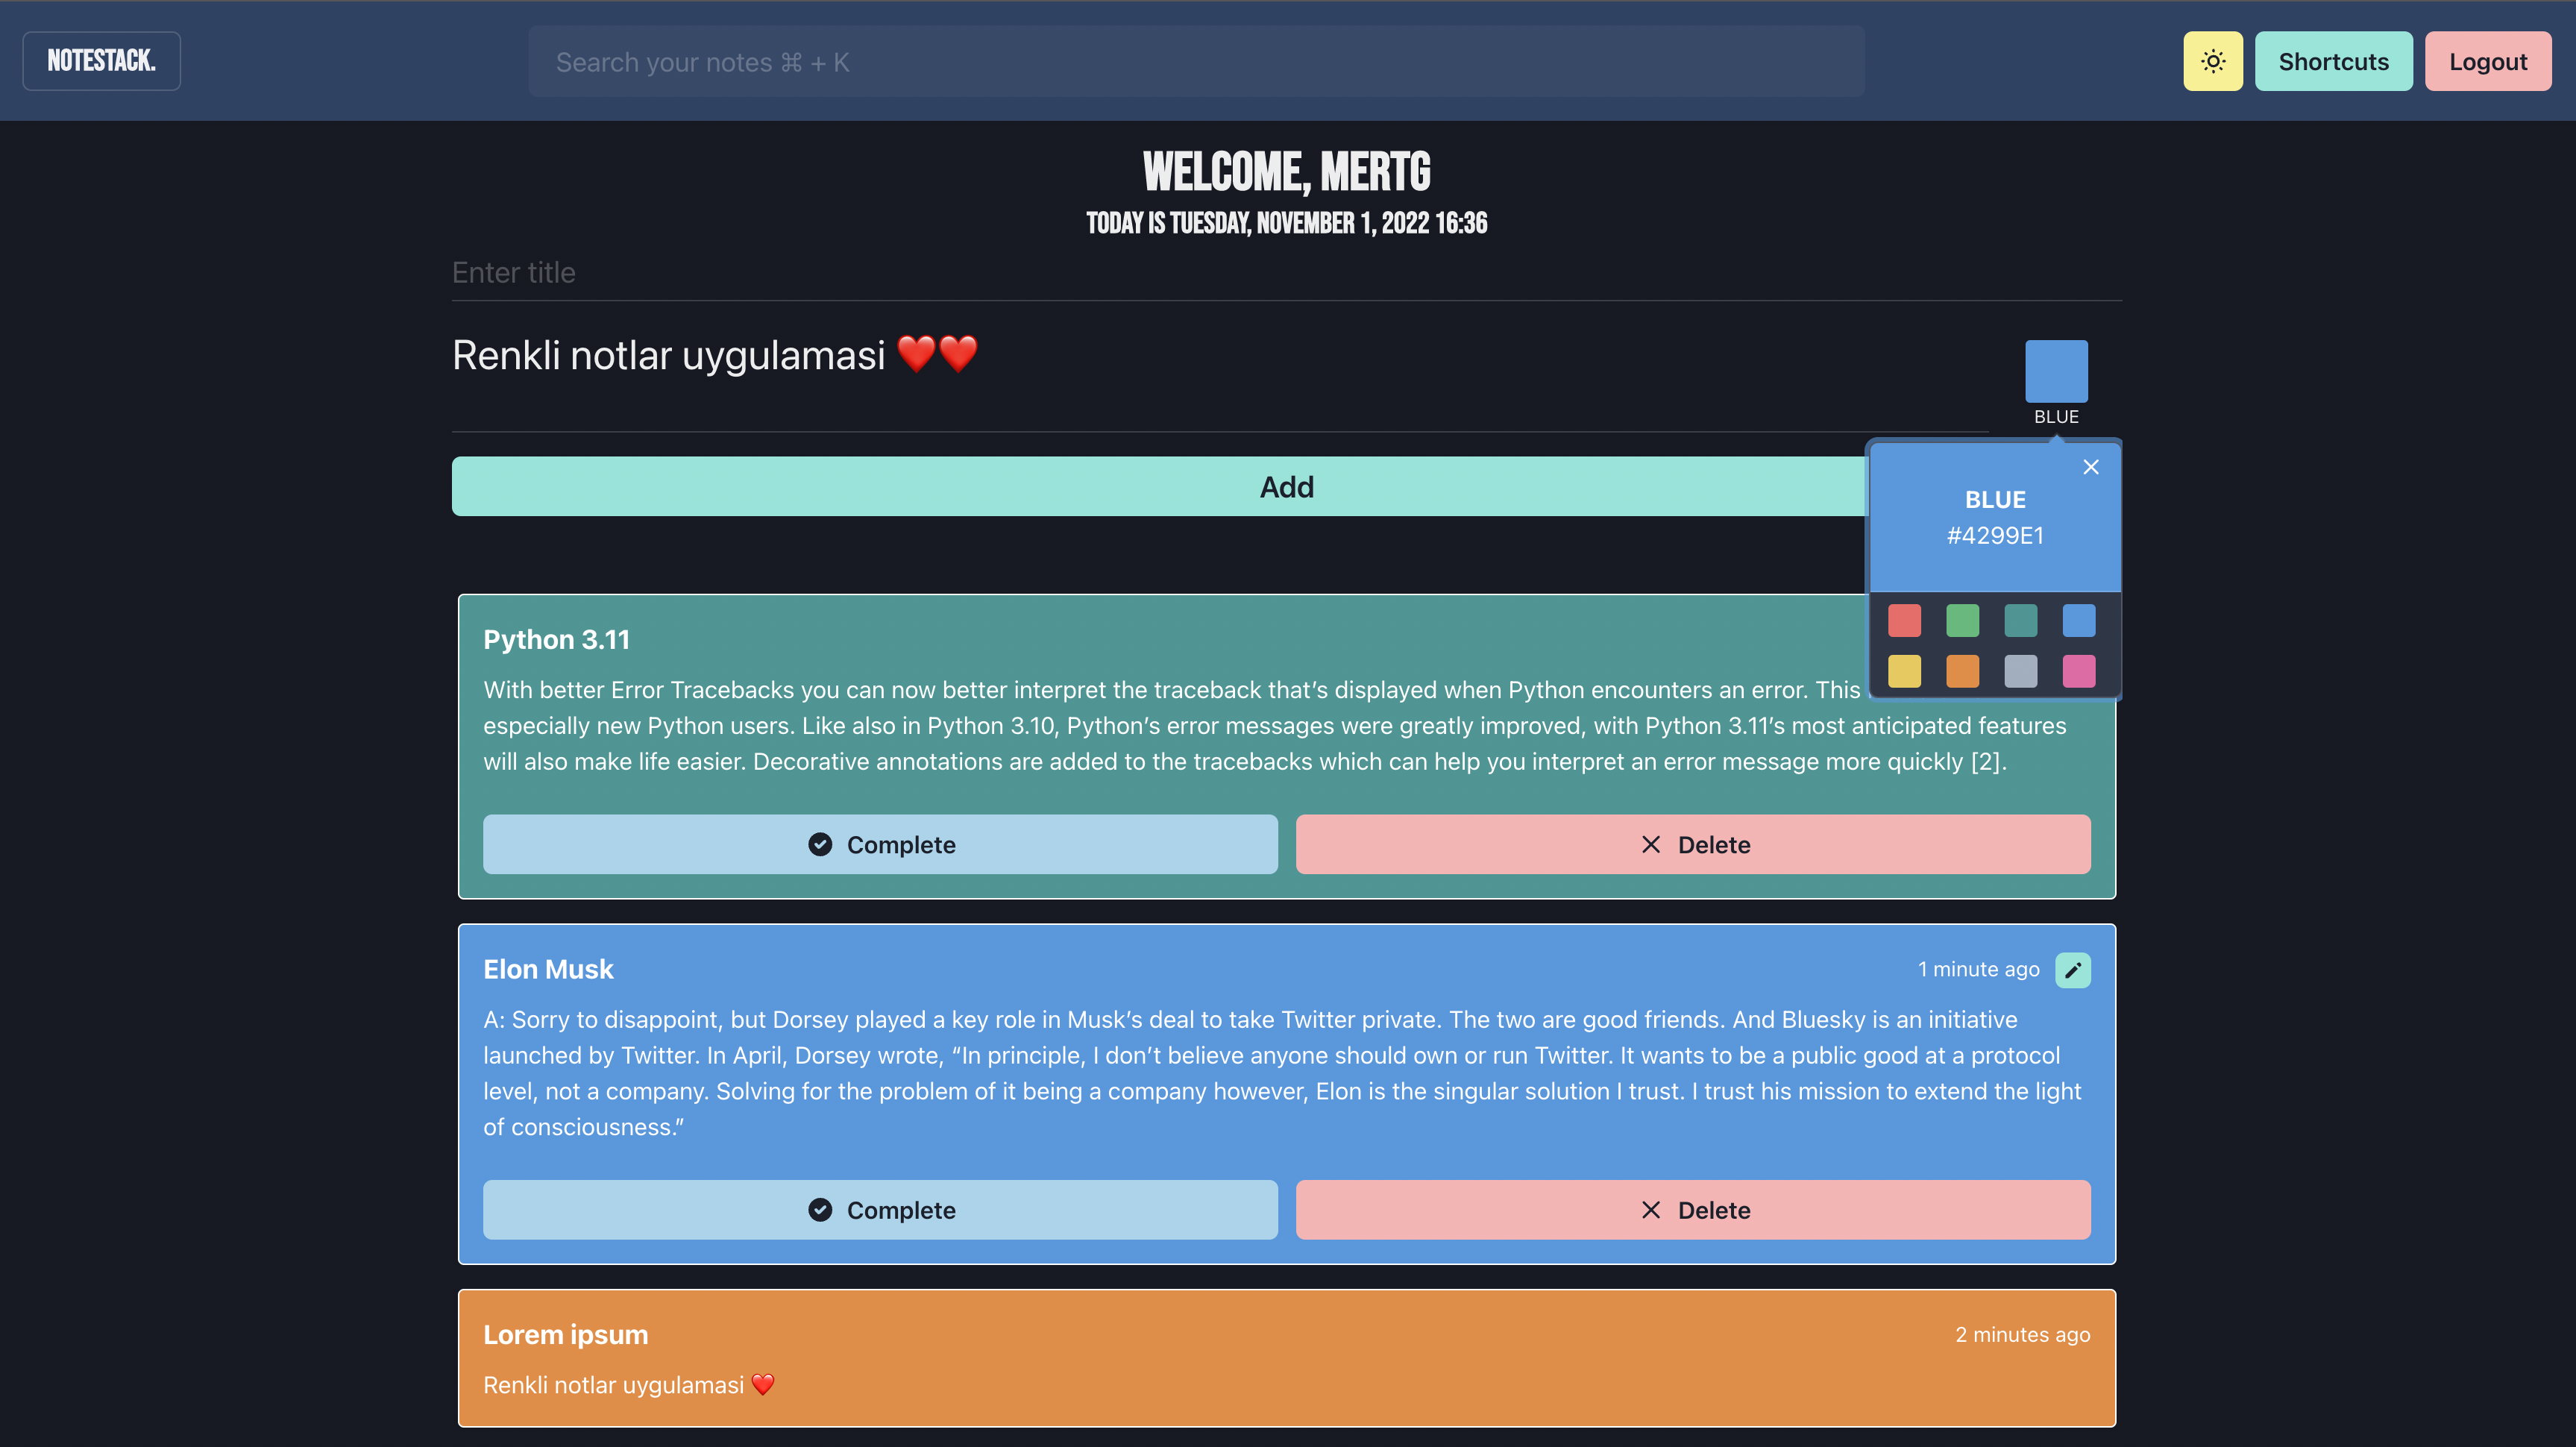 NOTESTACK.
Search your notes ⌘ + K
Shortcuts
Logout
WELCOME, MERTG
TODAY IS TUESDAY, NOVEMBER 1, 2022 16:36
Enter title
Renkli notlar uygulamasi ❤️❤️
BLUE
Add
BLUE
#4299E1
Python 3.11
With better Error Tracebacks you can now better interpret the traceback that’s displayed when Python encounters an error. This
especially new Python users. Like also in Python 3.10, Python’s error messages were greatly improved, with Python 3.11’s most anticipated features
will also make life easier. Decorative annotations are added to the tracebacks which can help you interpret an error message more quickly [2].
Complete
Delete
Elon Musk
1 minute ago
A: Sorry to disappoint, but Dorsey played a key role in Musk’s deal to take Twitter private. The two are good friends. And Bluesky is an initiative
launched by Twitter. In April, Dorsey wrote, “In principle, I don’t believe anyone should own or run Twitter. It wants to be a public good at a protocol
level, not a company. Solving for the problem of it being a company however, Elon is the singular solution I trust. I trust his mission to extend the light
of consciousness.”
Complete
Delete
Lorem ipsum
2 minutes ago
Renkli notlar uygulamasi ❤️